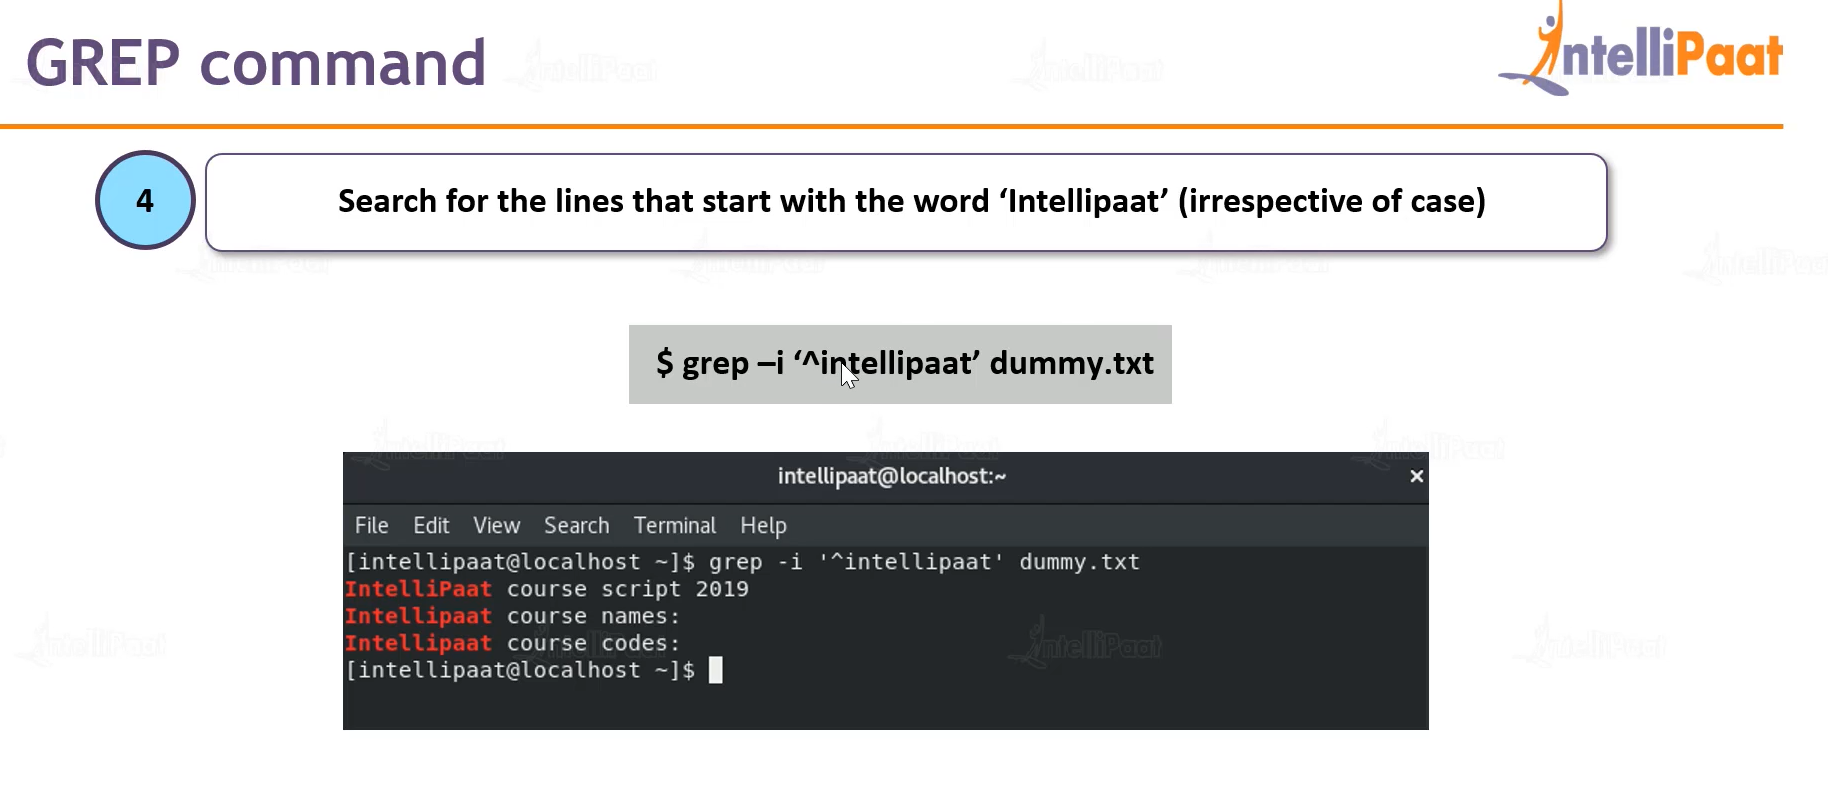 GREP command
IntelliPaat
4
Search for the lines that start with the word ‘Intellipaat’ (irrespective of case)
$ grep –i ‘^intellipaat’ dummy.txt
intellipaat@localhost:~
×
File Edit View Search Terminal Help
[intellipaat@localhost ~]$ grep -i '^intellipaat' dummy.txt
IntelliPaat course script 2019
Intellipaat course names:
Intellipaat course codes:
[intellipaat@localhost ~]$